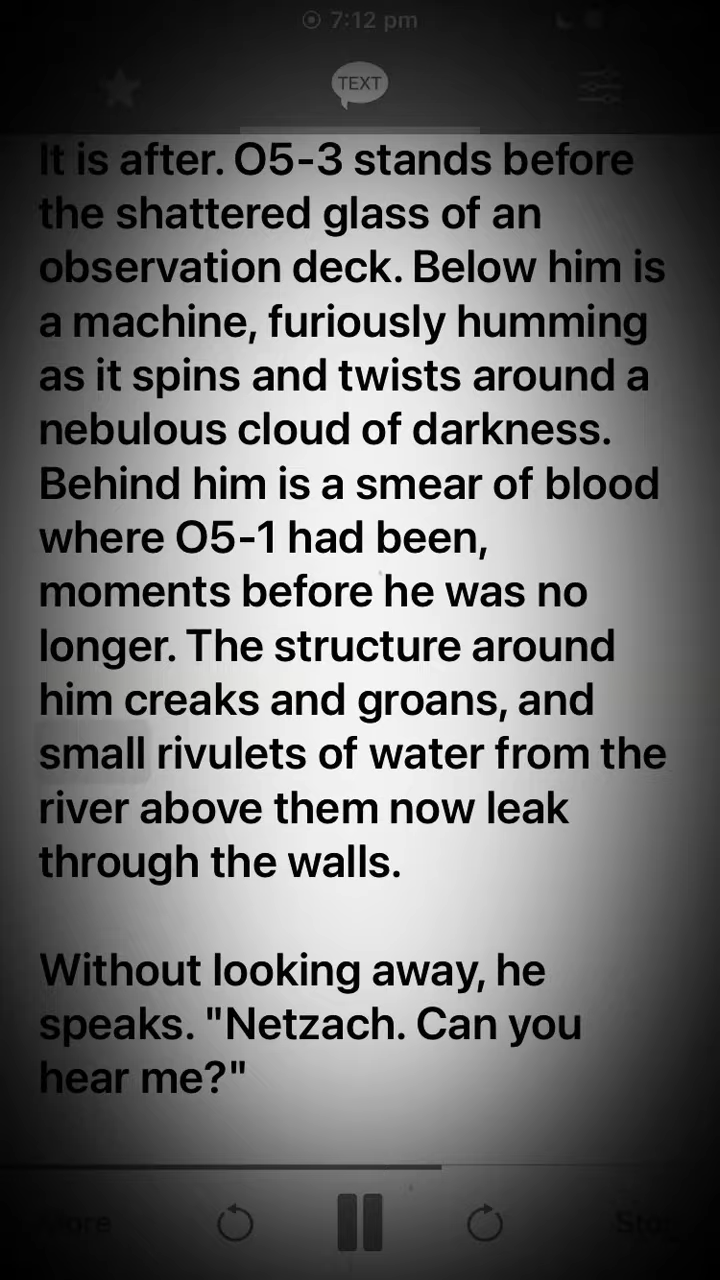 7:12 pm
TEXT
It is after. O5-3 stands before
the shattered glass of an
observation deck. Below him is
a machine, furiously humming
as it spins and twists around a
nebulous cloud of darkness.
Behind him is a smear of blood
where O5-1 had been,
moments before he was no
longer. The structure around
him creaks and groans, and
small rivulets of water from the
river above them now leak
through the walls.
Without looking away, he
speaks. "Netzach. Can you
hear me?"